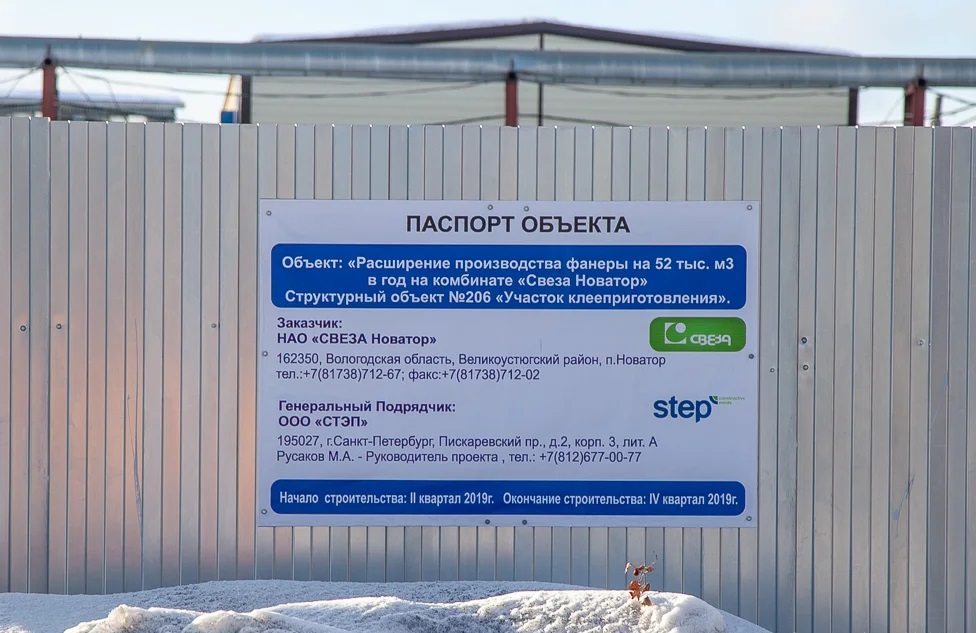 ПАСПОРТ ОБЪЕКТА
Объект: «Расширение производства фанеры на 52 тыс. м3
в год на комбинате «Свеза Новатор»
Структурный объект №206 «Участок клееприготовления».
Заказчик:
НАО «СВЕЗА Новатор»
СВЕЗА
162350, Вологодская область, Великоустюгский район, п.Новатор
тел.:+7(81738)712-67; факс:+7(81738)712-02
Генеральный Подрядчик:
ООО «СТЭП»
step
195027, г.Санкт-Петербург, Пискаревский пр., д.2, корп. 3, лит. А
Русаков М.А. - Руководитель проекта , тел.: +7(812)677-00-77
Начало строительства: II квартал 2019г. Окончание строительства: IV квартал 2019г.